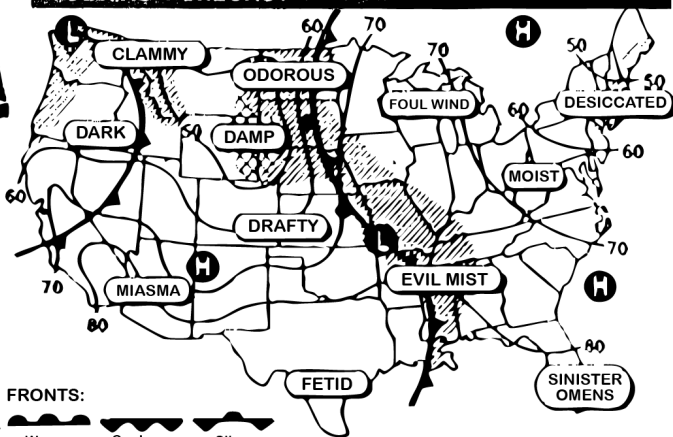 60
70
L
H
CLAMMY
70
50
ODOROUS
50
FOUL WIND
DESICCATED
60
DARK
50
DAMP
60
MOIST
60
DRAFTY
L
70
H
EVIL MIST
H
70
MIASMA
80
80
FETID
SINISTER
OMENS
FRONTS: